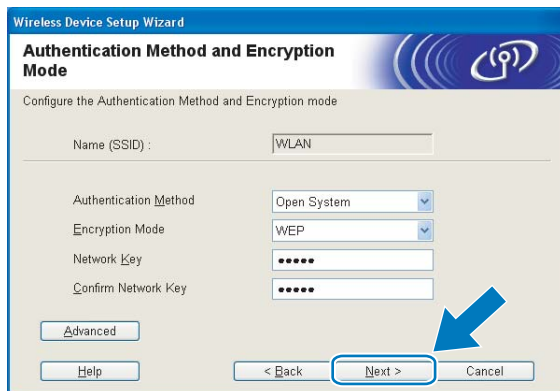 Wireless Device Setup Wizard
Authentication Method and Encryption
Mode
Configure the Authentication Method and Encryption mode
Name (SSID) : WLAN
Authentication Method Open System
Encryption Mode WEP
Network Key •••••
Confirm Network Key •••••
Advanced
Help < Back Next > Cancel